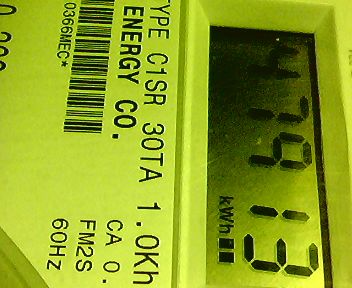 47913
kWh
TYPE C1SR 30TA 1.0Kh
ENERGY CO.
CA 0.
FM2S
0366MEC*
60Hz